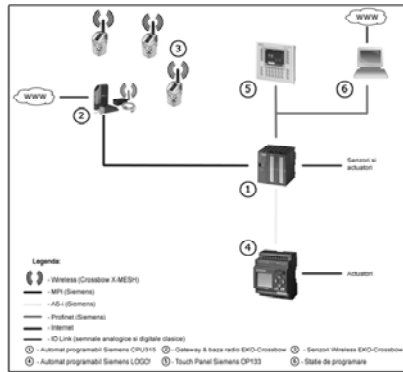 WWW
3
WWW
5
6
2
Senzori si
actuatori
1
4
Actuatori
Legenda:
- Wireless (Crossbow X-MESH)
- MPI (Siemens)
- AS-i (Siemens)
- Profinet (Siemens)
- Internet
- IO Link (semnale analogice si digitale clasice)
1 - Automat programabil Siemens CPU315 2 - Gateway & baza radio EKO-Crossbow 3 - Senzori Wireless EKO-Crossbow
4 - Automat programabil Siemens LOGO! 5 - Touch Panel Siemens OP133 6 - Statie de programare